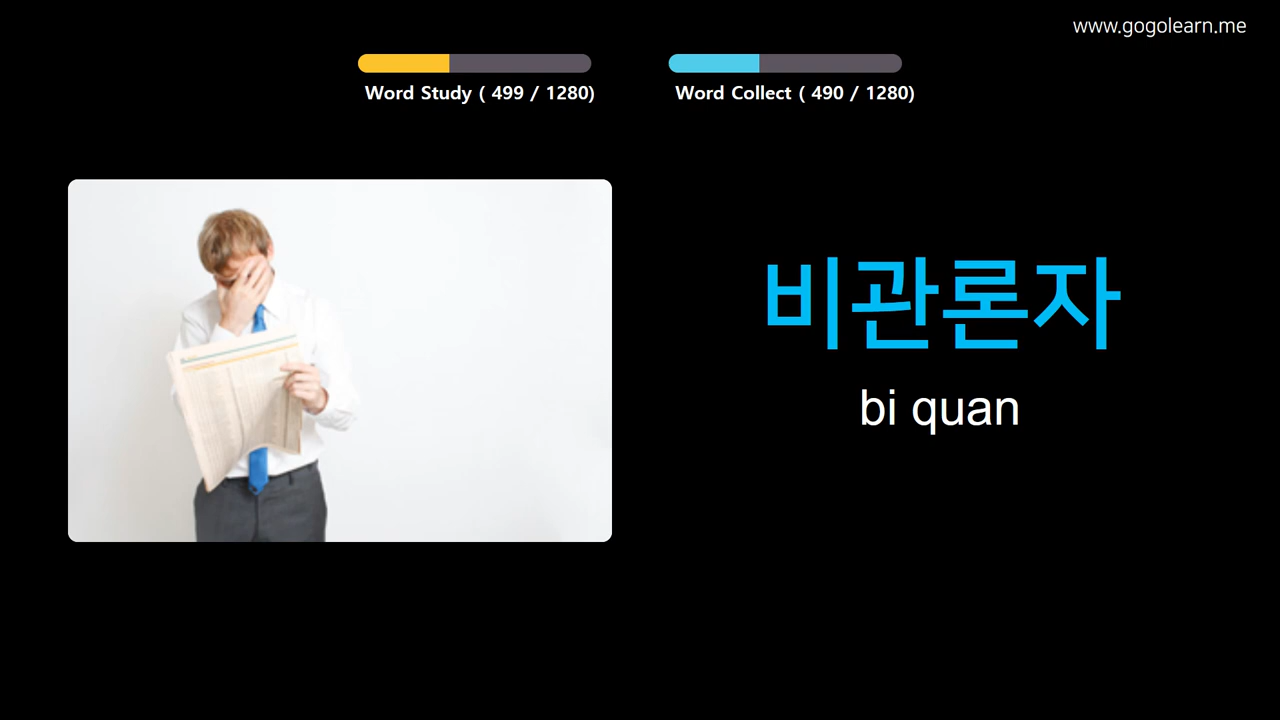 www.gogolearn.me
Word Study ( 499 / 1280)
Word Collect ( 490 / 1280)
비관론자
bi quan